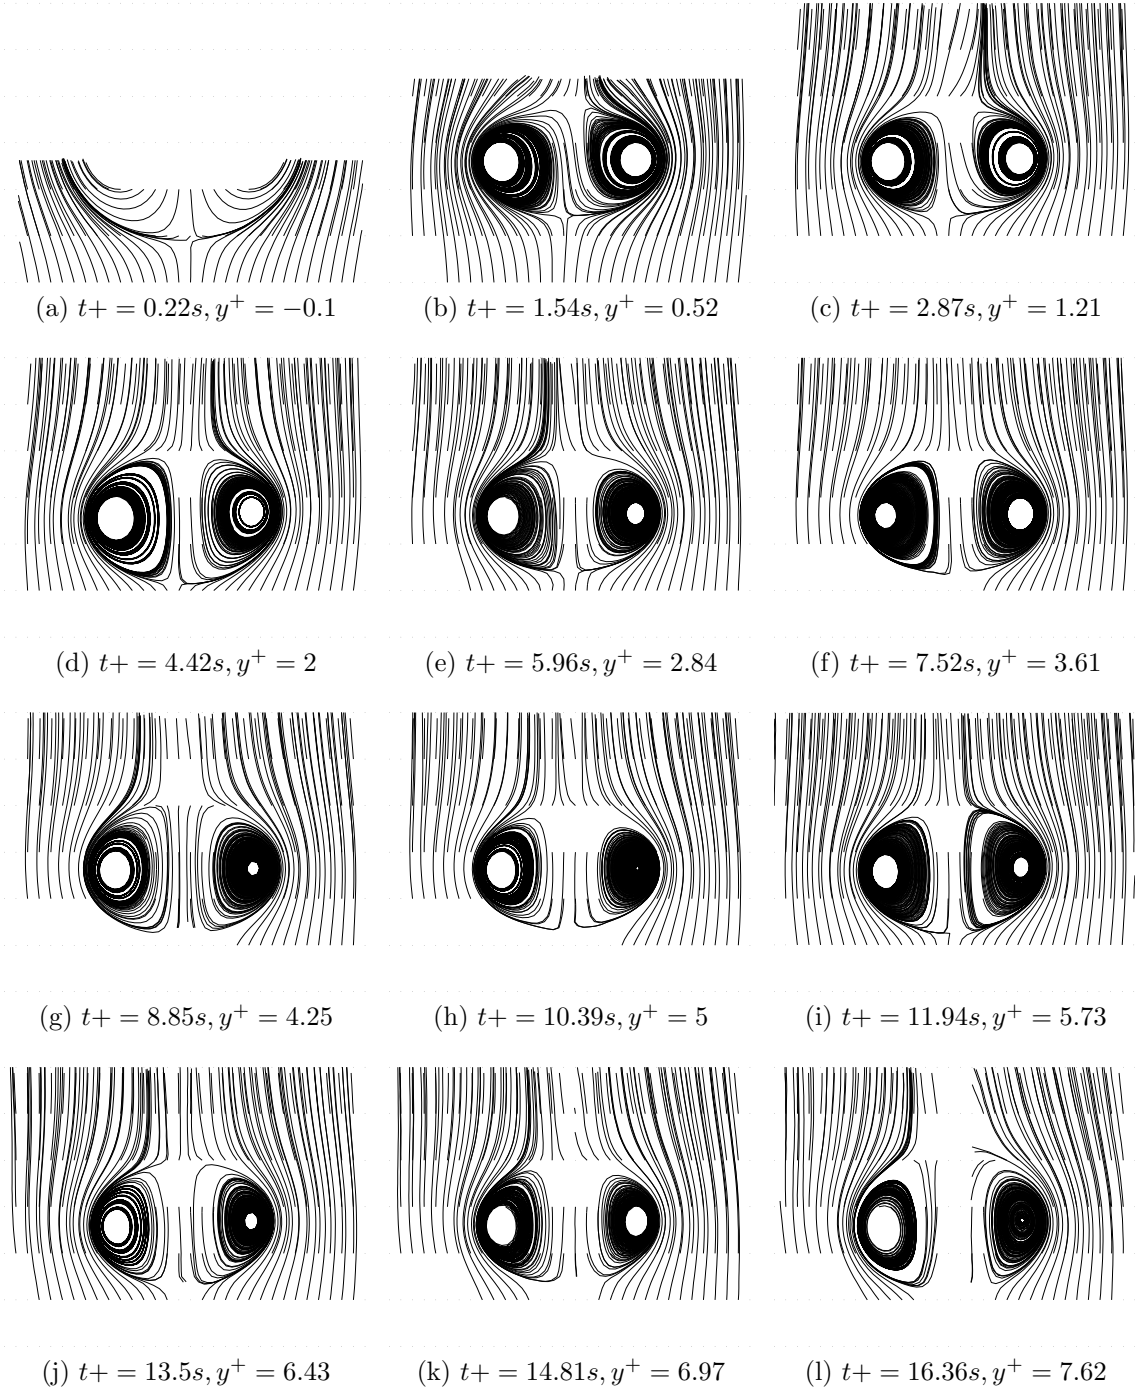 (a) t+ = 0.22s, y⁺ = −0.1
(b) t+ = 1.54s, y⁺ = 0.52
(c) t+ = 2.87s, y⁺ = 1.21
(d) t+ = 4.42s, y⁺ = 2
(e) t+ = 5.96s, y⁺ = 2.84
(f) t+ = 7.52s, y⁺ = 3.61
(g) t+ = 8.85s, y⁺ = 4.25
(h) t+ = 10.39s, y⁺ = 5
(i) t+ = 11.94s, y⁺ = 5.73
(j) t+ = 13.5s, y⁺ = 6.43
(k) t+ = 14.81s, y⁺ = 6.97
(l) t+ = 16.36s, y⁺ = 7.62